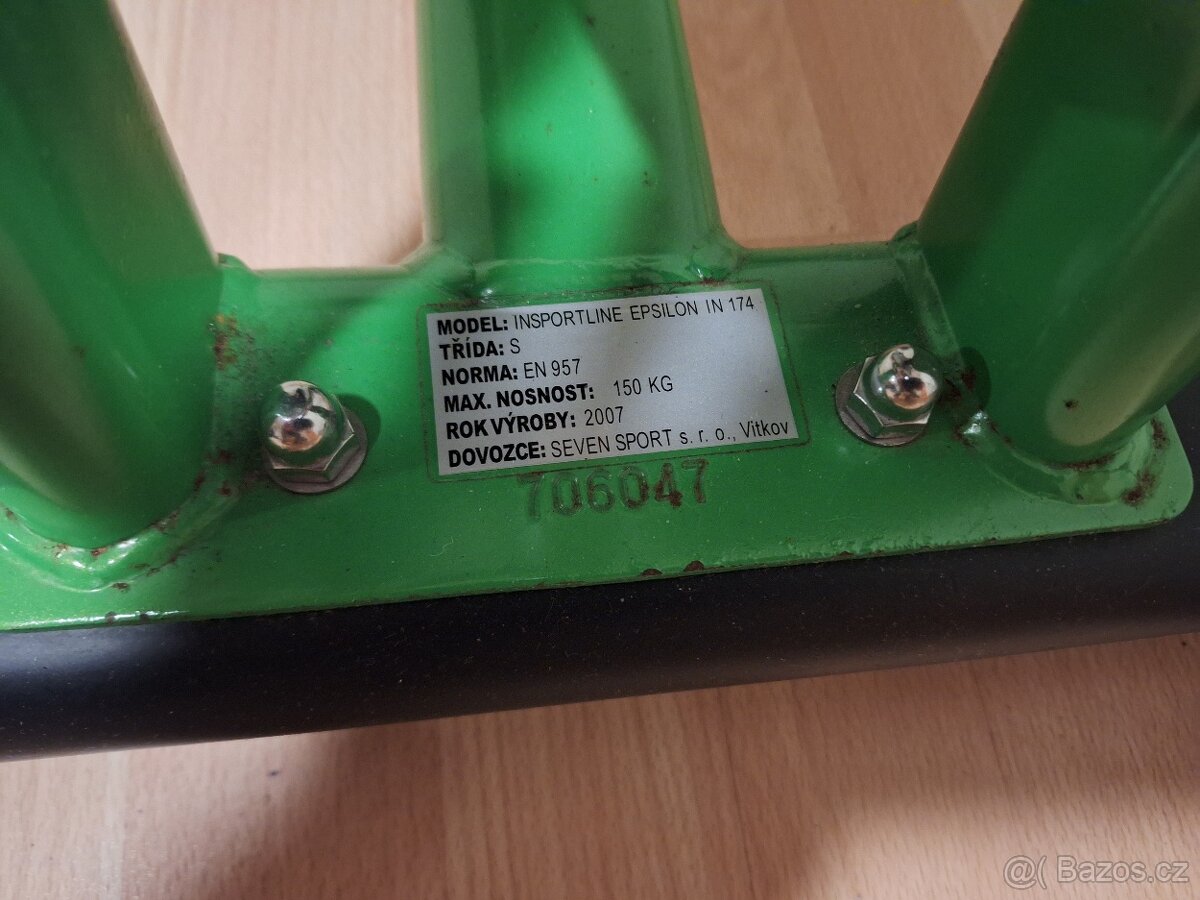 MODEL: INSPORTLINE EPSILON IN 174
TŘÍDA: S
NORMA: EN 957
MAX. NOSNOST: 150 KG
ROK VÝROBY: 2007
DOVOZCE: SEVEN SPORT s. r. o., Vítkov
706047
@( Bazos.cz